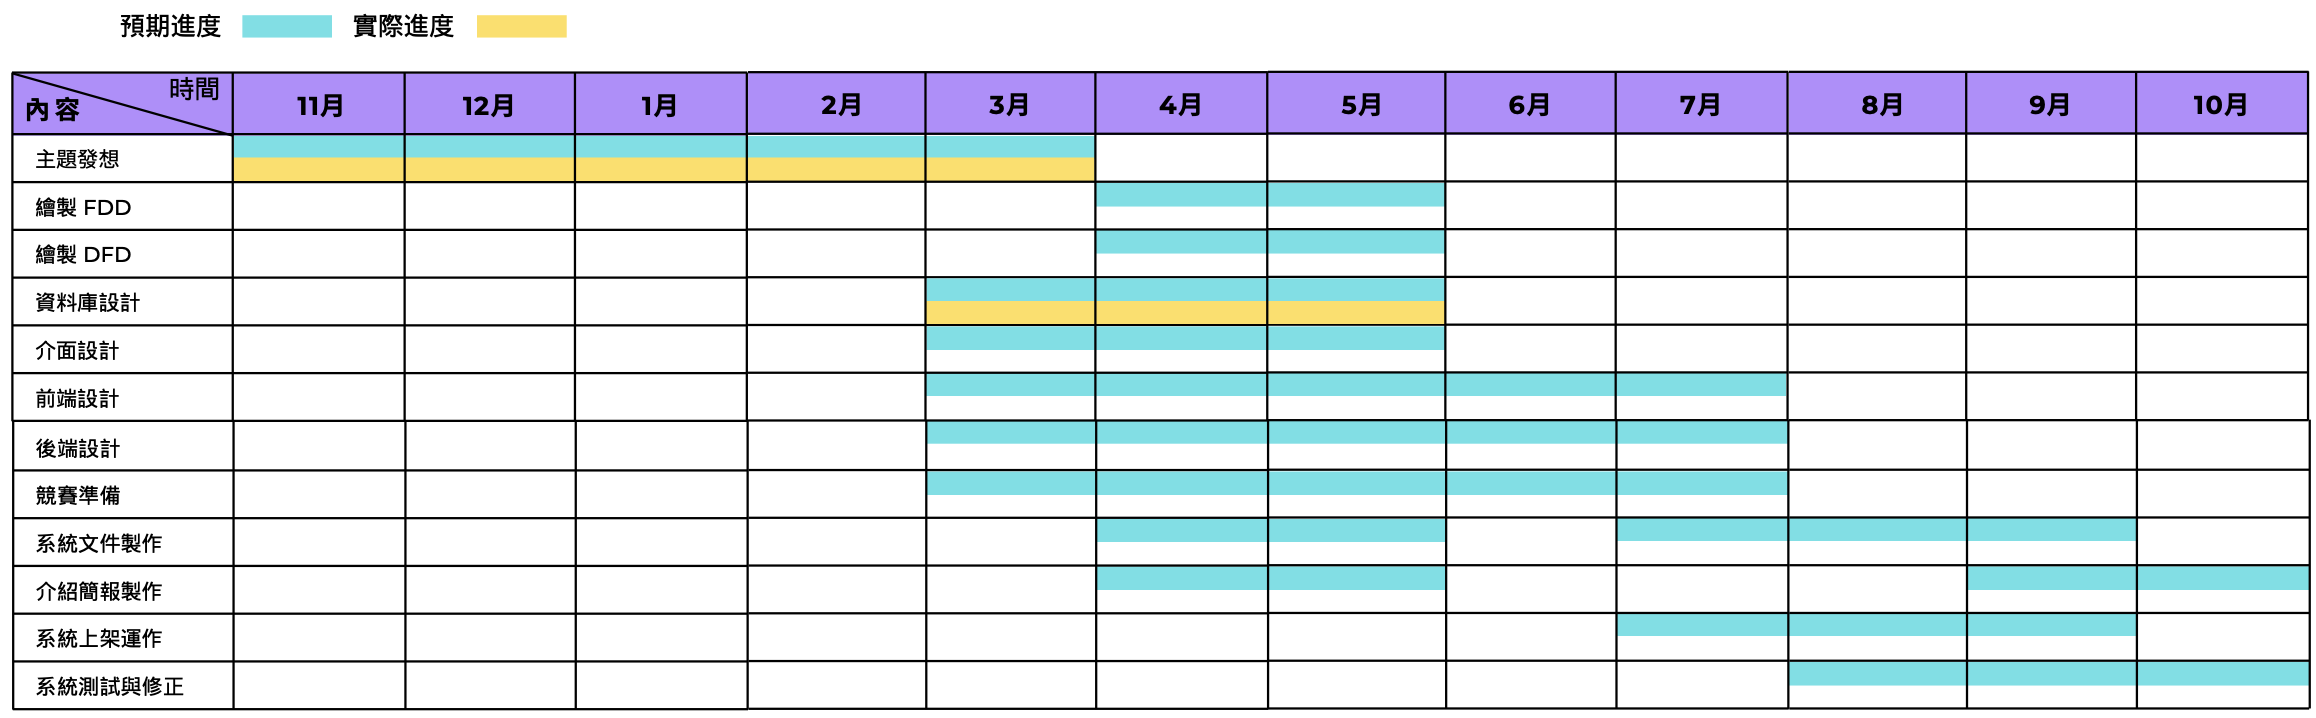 預期進度 實際進度
時間
內 容 11月 12月 1月 2月 3月 4月 5月 6月 7月 8月 9月 10月
主題發想
繪製 FDD
繪製 DFD
資料庫設計
介面設計
前端設計
後端設計
競賽準備
系統文件製作
介紹簡報製作
系統上架運作
系統測試與修正